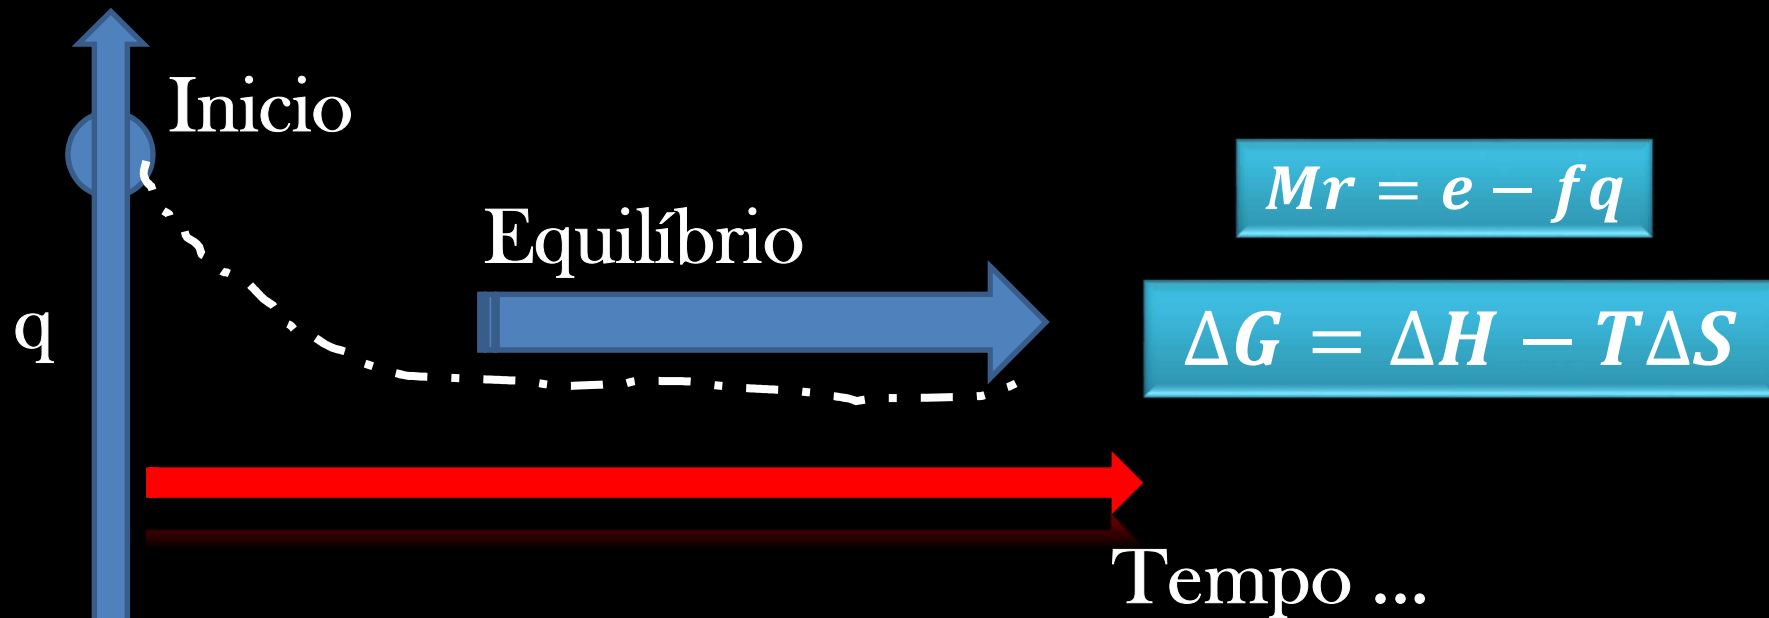 Inicio
Mr = e − fq
Equilíbrio
q
ΔG = ΔH − TΔS
Tempo ...